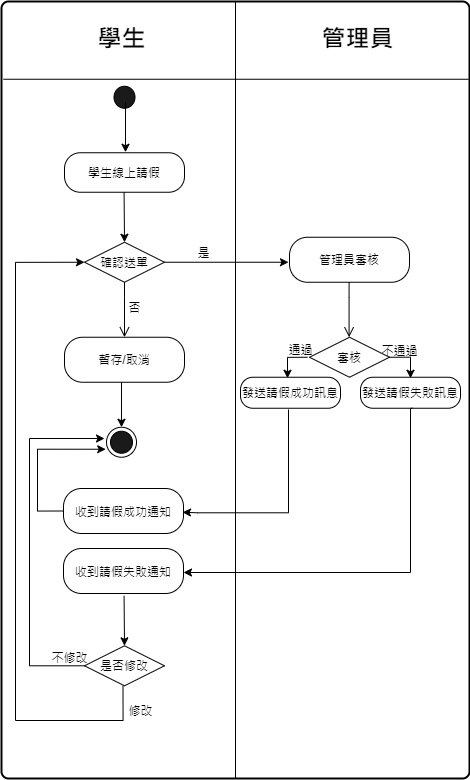 學生
管理員
學生線上請假
確認送單
是
管理員審核
否
暫存/取消
通過
審核
不通過
發送請假成功訊息
發送請假失敗訊息
收到請假成功通知
收到請假失敗通知
不修改
是否修改
修改